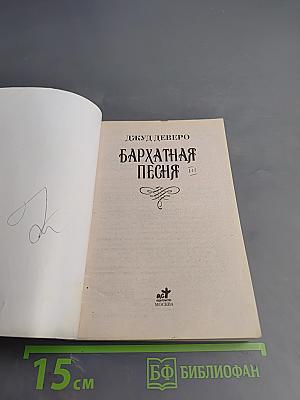 ДЖУД ДЕВЕРО
БАРХАТНАЯ
ПЕСНЯ
АСТ
МОСКВА
15 см
БФ БИБЛИОФАН